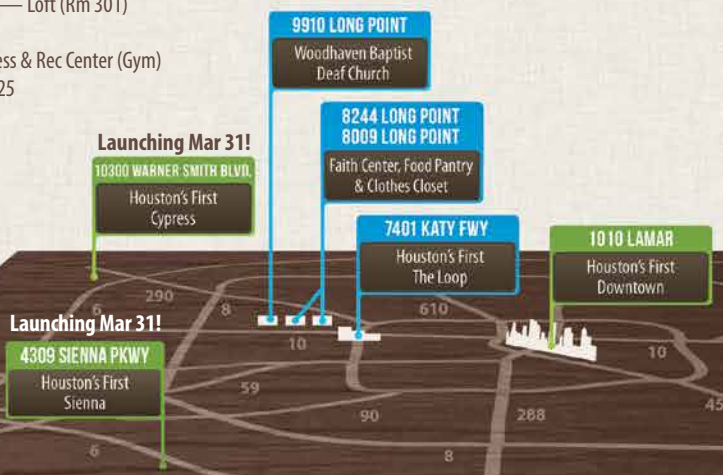 — Loft (Rm 301)
ess & Rec Center (Gym)
25
9910 LONG POINT
Woodhaven Baptist
Deaf Church
8244 LONG POINT
8009 LONG POINT
Faith Center, Food Pantry
& Clothes Closet
Launching Mar 31!
10300 WARNER SMITH BLVD.
Houston's First
Cypress
7401 KATY FWY
Houston's First
The Loop
1010 LAMAR
Houston's First
Downtown
Launching Mar 31!
4309 SIENNA PKWY
Houston's First
Sienna
6
290
8
610
10
10
59
90
288
45
6
8